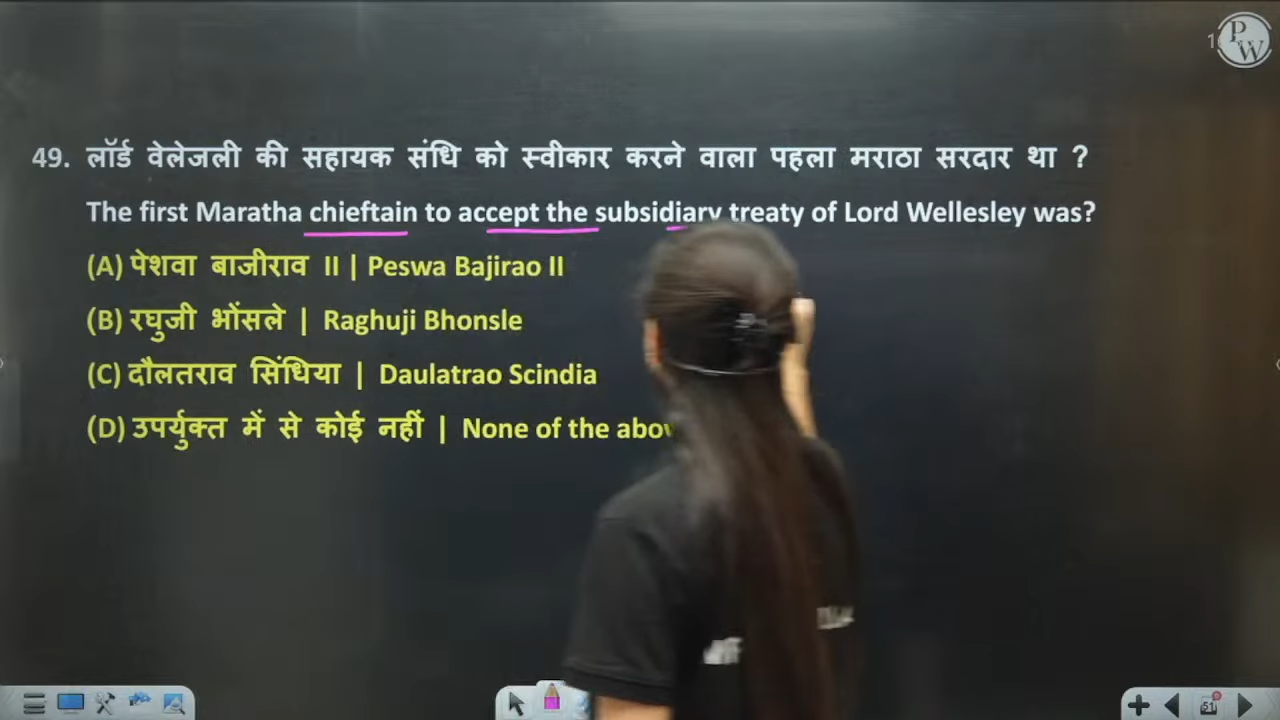 49. लॉर्ड वेलेजली की सहायक संधि को स्वीकार करने वाला पहला मराठा सरदार था ?
The first Maratha chieftain to accept the subsidiary treaty of Lord Wellesley was?
(A) पेशवा बाजीराव II | Peswa Bajirao II
(B) रघुजी भोंसले | Raghuji Bhonsle
(C) दौलतराव सिंधिया | Daulatrao Scindia
(D) उपर्युक्त में से कोई नहीं | None of the
PW
51